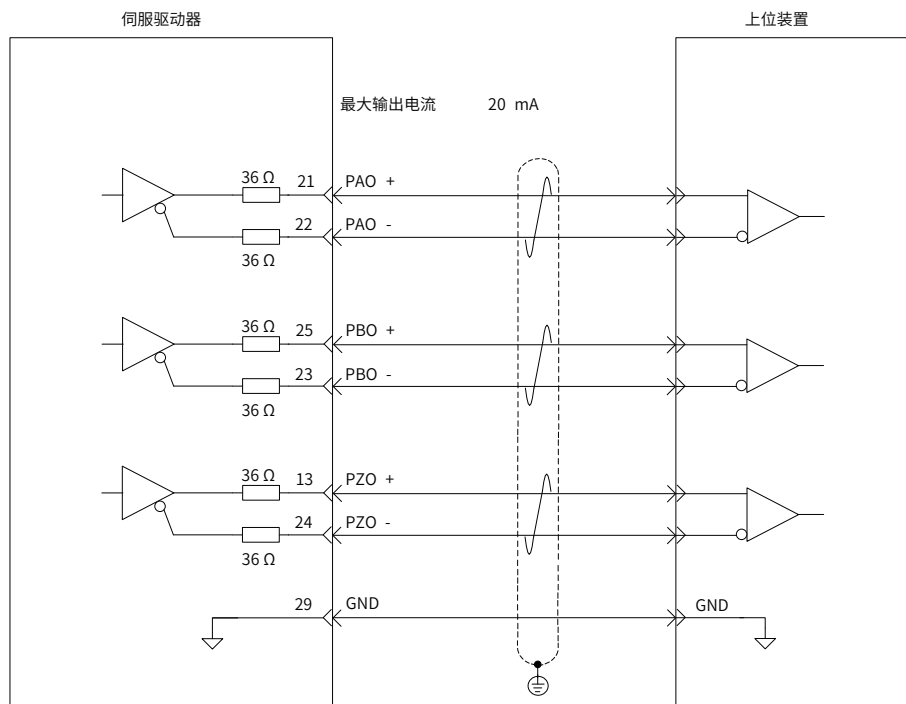 伺服驱动器
上位装置
最大输出电流 20 mA
36 Ω 21 PAO +
22 PAO -
36 Ω
36 Ω 25 PBO +
23 PBO -
36 Ω
36 Ω 13 PZO +
24 PZO -
36 Ω
29 GND GND